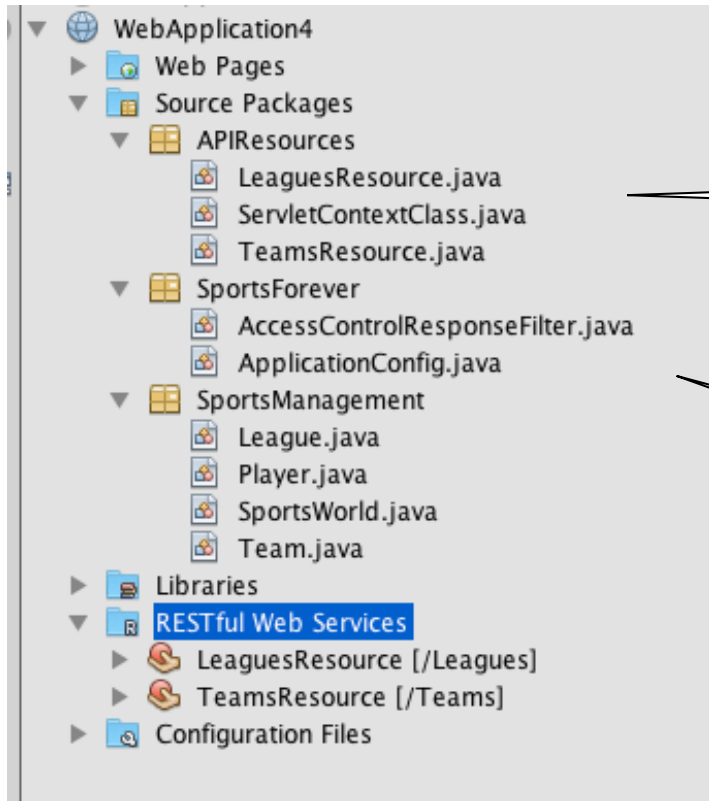 WebApplication4
Web Pages
Source Packages
APIResources
LeaguesResource.java
ServletContextClass.java
TeamsResource.java
SportsForever
AccessControlResponseFilter.java
ApplicationConfig.java
SportsManagement
League.java
Player.java
SportsWorld.java
Team.java
Libraries
RESTful Web Services
LeaguesResource [/Leagues]
TeamsResource [/Teams]
Configuration Files